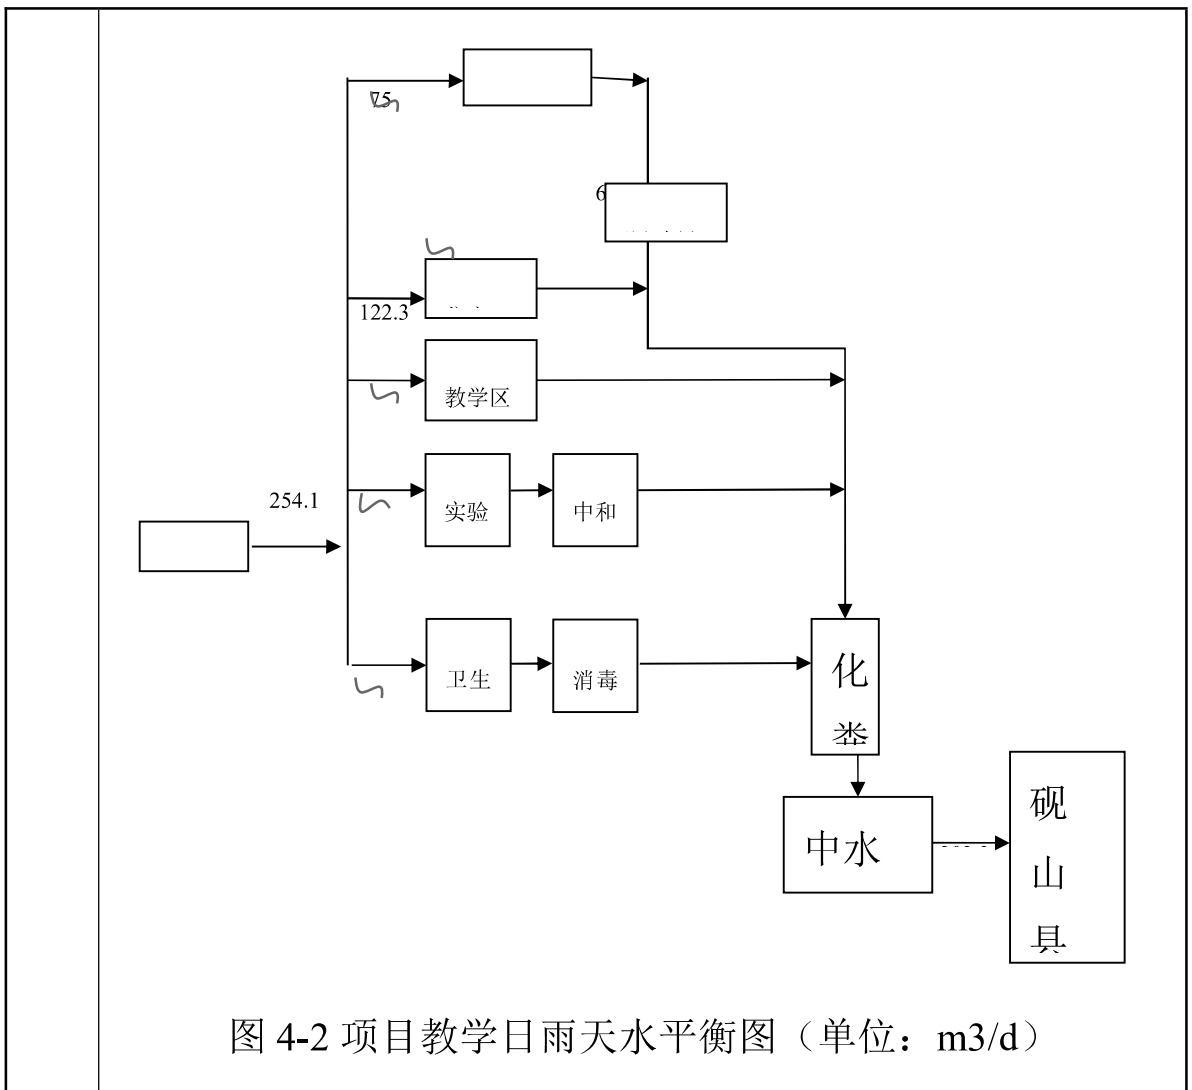 75
6
122.3
教学区
254.1
实验
中和
卫生
消毒
化
粪
中水
砚
山
县
图 4-2 项目教学日雨天水平衡图（单位：m3/d）